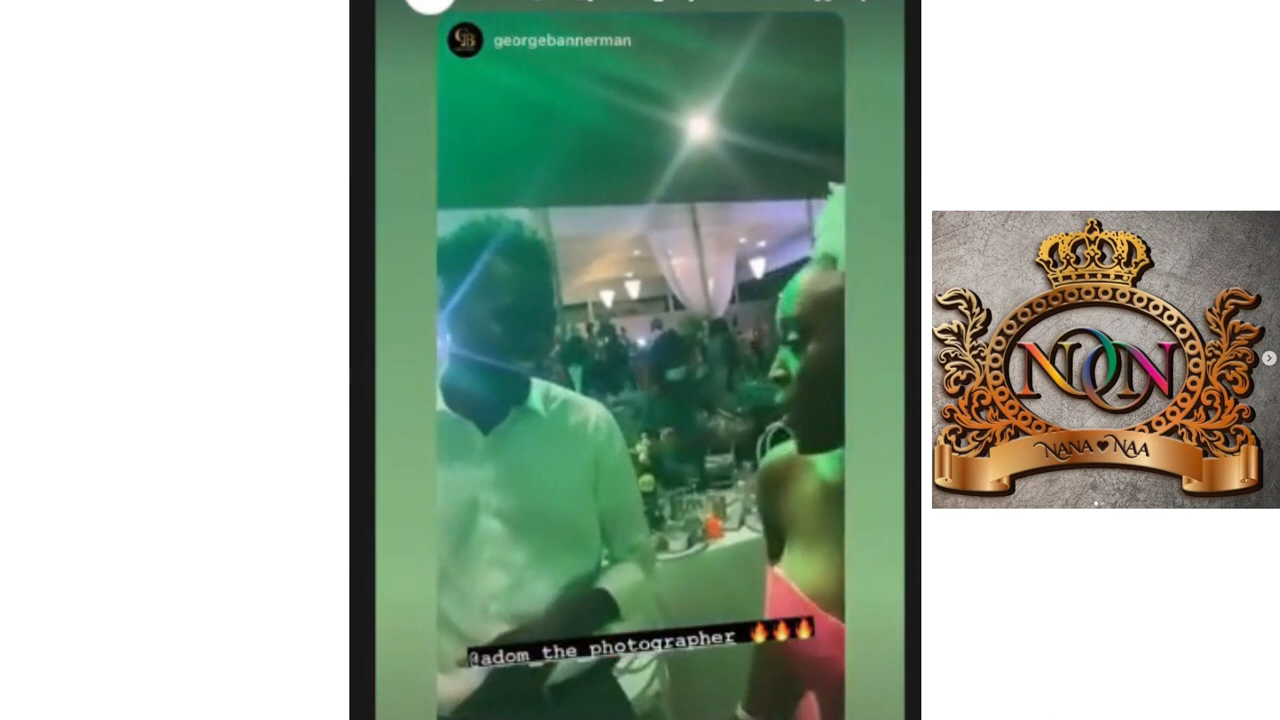 georgebannerman
@adom_the_photographer 🔥🔥🔥
NON
NANA ♥ NAA